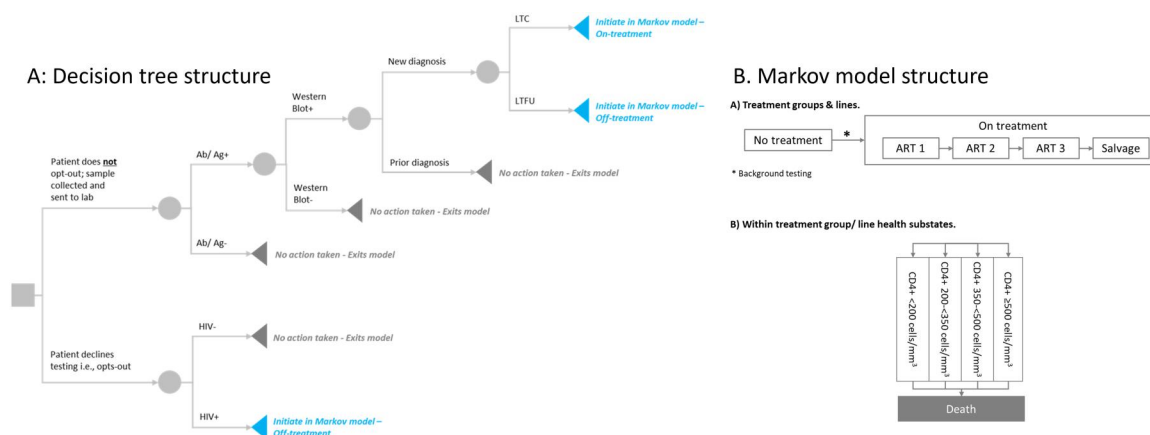 A: Decision tree structure
LTC
Initiate in Markov model –
On-treatment
New diagnosis
LTFU
Initiate in Markov model –
Off-treatment
Western
Blot+
Prior diagnosis
No action taken - Exits model
Patient does not
opt-out; sample
collected and
sent to lab
Ab/ Ag+
Western
Blot-
No action taken - Exits model
Ab/ Ag-
No action taken - Exits model
HIV-
No action taken - Exits model
Patient declines
testing i.e., opts-out
HIV+
Initiate in Markov model –
Off-treatment
B. Markov model structure
A) Treatment groups & lines.
On treatment
No treatment
*
ART 1
ART 2
ART 3
Salvage
* Background testing
B) Within treatment group/ line health substates.
CD4+ <200 cells/mm³
CD4+ 200-<350 cells/mm³
CD4+ 350-<500 cells/mm³
CD4+ ≥500 cells/mm³
Death